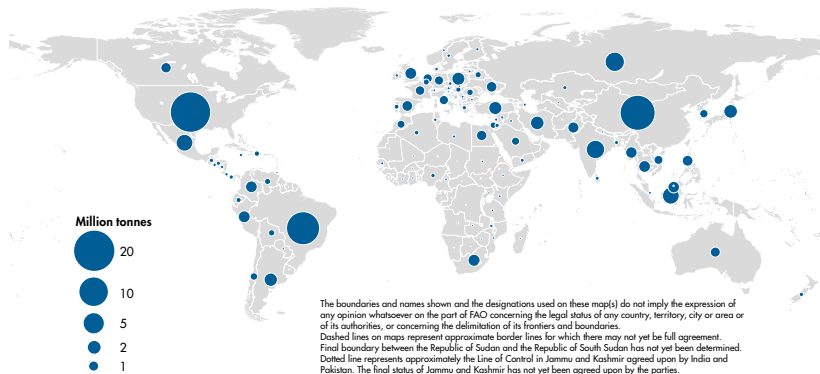 Million tonnes
20
10
5
2
1
The boundaries and names shown and the designations used on these map(s) do not imply the expression of
any opinion whatsoever on the part of FAO concerning the legal status of any country, territory, city or area or
of its authorities, or concerning the delimitation of its frontiers and boundaries.
Dashed lines on maps represent approximate border lines for which there may not yet be full agreement.
Final boundary between the Republic of Sudan and the Republic of South Sudan has not yet been determined.
Dotted line represents approximately the Line of Control in Jammu and Kashmir agreed upon by India and
Pakistan. The final status of Jammu and Kashmir has not yet been agreed upon by the parties.